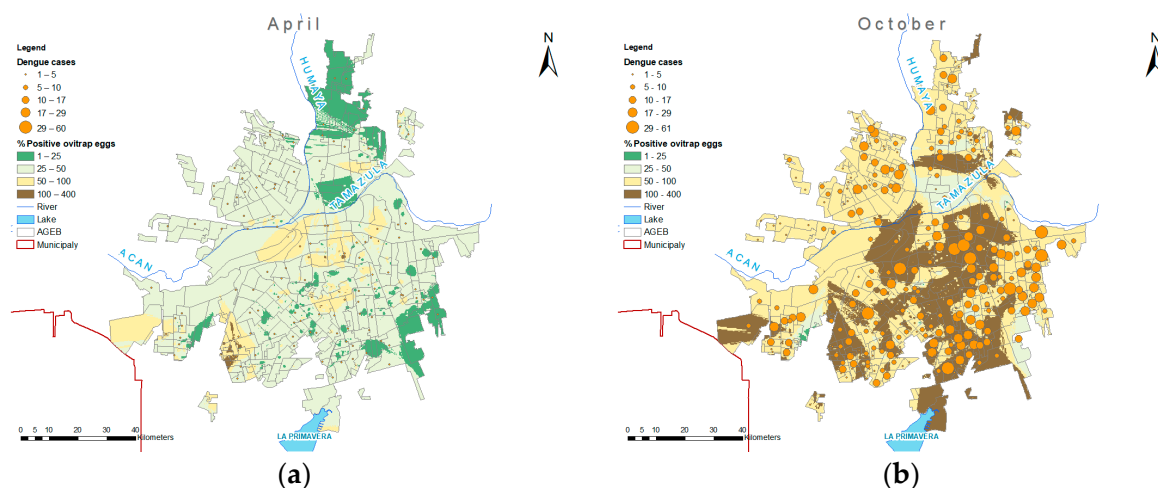 April
N
Legend
Dengue cases
1 – 5
5 – 10
10 – 17
17 – 29
29 – 60
% Positive ovitrap eggs
1 – 25
25 – 50
50 – 100
100 – 400
River
Lake
AGEB
Municipaly
HUMAYA
TAMAZULA
ACAN
LA PRIMAVERA
0 5 10 20 30 40
Kilometers
(a)
October
N
Legend
Dengue cases
1 - 5
5 - 10
10 - 17
17 - 29
29 - 61
% Positive ovitrap eggs
1 - 25
25 - 50
50 - 100
100 - 400
River
Lake
AGEB
Municipaly
HUMAYA
TAMAZULA
ACAN
LA PRIMAVERA
0 5 10 20 30 40
Kilometers
(b)